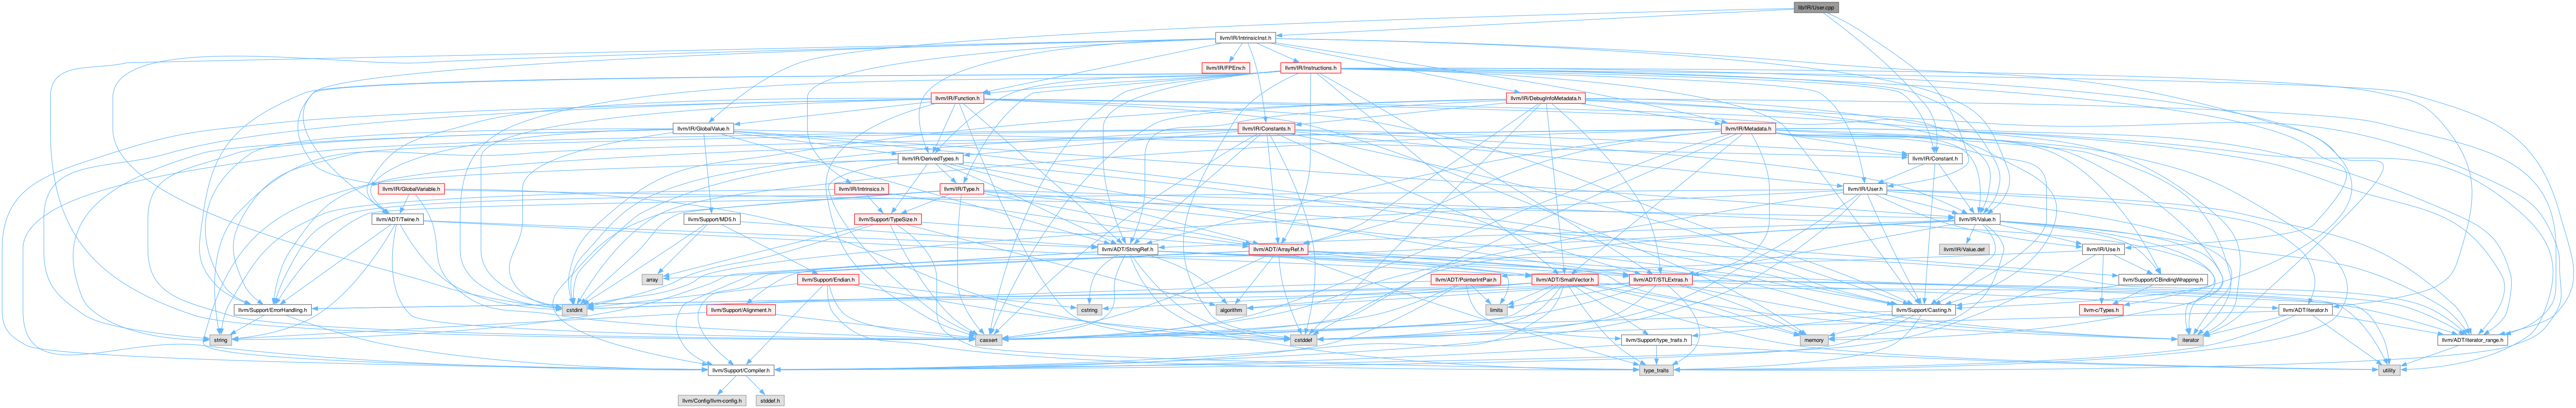 lib/IR/User.cpp
llvm/IR/IntrinsicInst.h
llvm/IR/FPEnv.h
llvm/IR/Instructions.h
llvm/IR/Function.h
llvm/IR/DebugInfoMetadata.h
llvm/IR/GlobalValue.h
llvm/IR/Constants.h
llvm/IR/Metadata.h
llvm/IR/DerivedTypes.h
llvm/IR/Constant.h
llvm/IR/GlobalVariable.h
llvm/IR/Intrinsics.h
llvm/IR/Type.h
llvm/IR/User.h
llvm/ADT/Twine.h
llvm/Support/MD5.h
llvm/Support/TypeSize.h
llvm/IR/Value.h
llvm/ADT/StringRef.h
llvm/ADT/ArrayRef.h
llvm/IR/Value.def
llvm/IR/Use.h
array
llvm/Support/Endian.h
llvm/ADT/PointerIntPair.h
llvm/ADT/SmallVector.h
llvm/ADT/STLExtras.h
llvm/Support/CBindingWrapping.h
llvm/Support/ErrorHandling.h
cstdint
llvm/Support/Alignment.h
cstring
algorithm
limits
llvm/Support/Casting.h
llvm-c/Types.h
llvm/ADT/iterator.h
string
cassert
cstddef
llvm/Support/type_traits.h
memory
iterator
llvm/ADT/iterator_range.h
llvm/Support/Compiler.h
type_traits
utility
llvm/Config/llvm-config.h
stddef.h